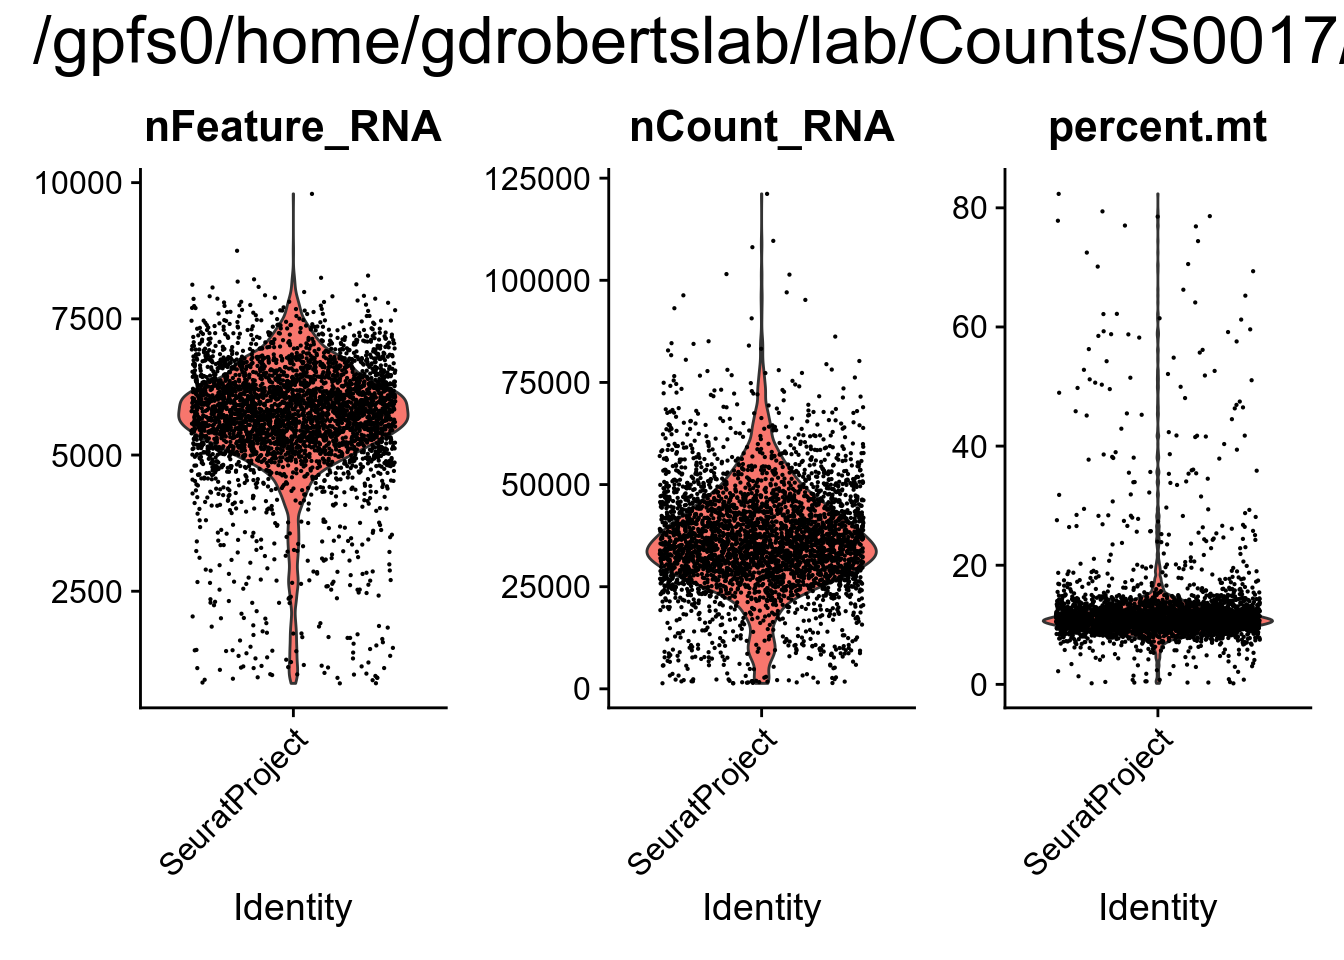 /gpfs0/home/gdrobertslab/lab/Counts/S0017/
nFeature_RNA
nCount_RNA
percent.mt
10000
7500
5000
2500
125000
100000
75000
50000
25000
0
80
60
40
20
0
SeuratProject
SeuratProject
SeuratProject
Identity
Identity
Identity